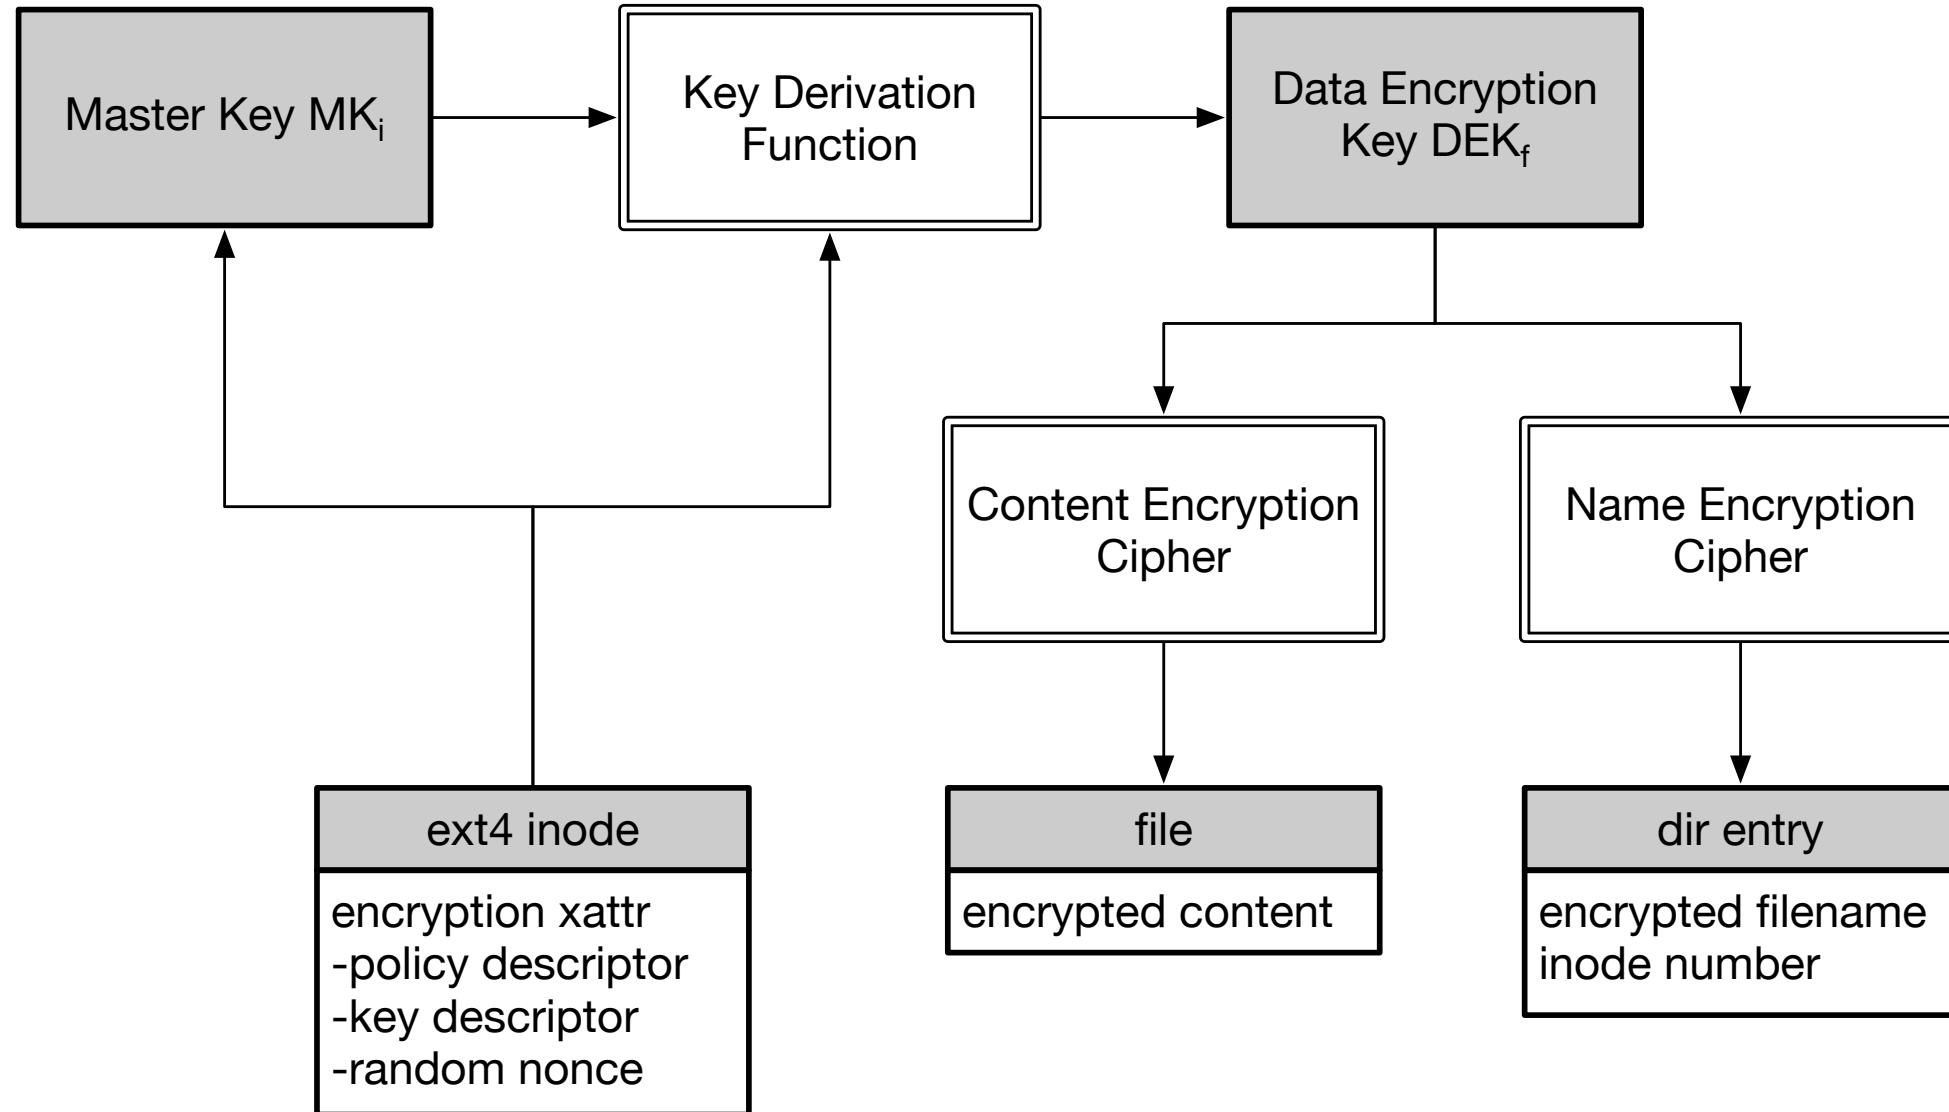 Master Key MKi
Key Derivation
Function
Data Encryption
Key DEKf
Content Encryption
Cipher
Name Encryption
Cipher
ext4 inode
encryption xattr
-policy descriptor
-key descriptor
-random nonce
file
encrypted content
dir entry
encrypted filename
inode number